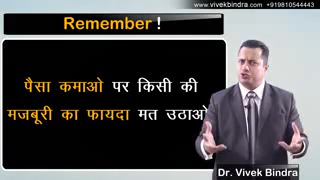 www.vivekbindra.com +919810544443
Remember !
पैसा कमाओ पर किसी की
मजबूरी का फायदा मत उठाओ
Dr. Vivek Bindra